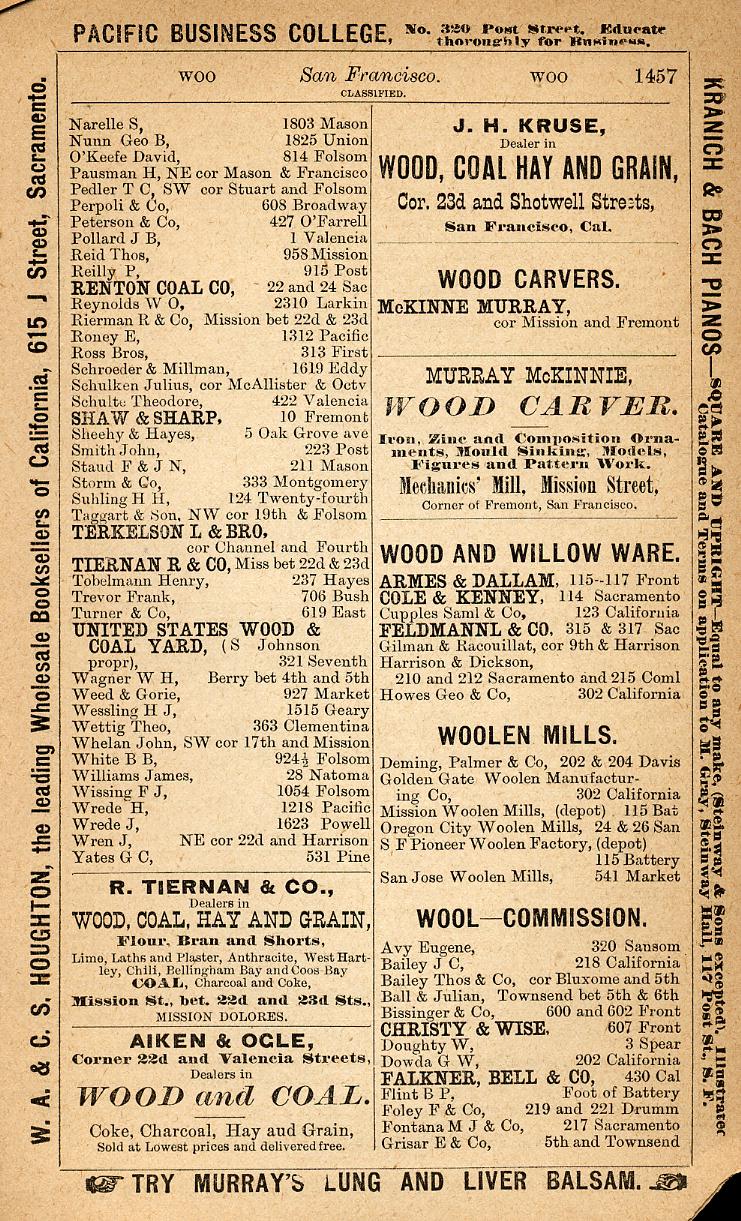 PACIFIC BUSINESS COLLEGE, No. 320 Post Street. Educate
thoroughly for Business.
WOO San Francisco. WOO 1457
CLASSIFIED.
Narelle S, 1803 Mason
Nunn Geo B, 1825 Union
O'Keefe David, 814 Folsom
Pausman H, NE cor Mason & Francisco
Pedler T C, SW cor Stuart and Folsom
Perpoli & Co, 608 Broadway
Peterson & Co, 427 O'Farrell
Pollard J B, 1 Valencia
Reid Thos, 958 Mission
Reilly P, 915 Post
RENTON COAL CO, 22 and 24 Sac
Reynolds W O, 2310 Larkin
Rierman R & Co, Mission bet 22d & 23d
Roney E, 1312 Pacific
Ross Bros, 313 First
Schroeder & Millman, 1619 Eddy
Schulken Julius, cor McAllister & Octv
Schulte Theodore, 422 Valencia
SHAW & SHARP, 10 Fremont
Sheehy & Hayes, 5 Oak Grove ave
Smith John, 223 Post
Staud F & J N, 211 Mason
Storm & Co, 333 Montgomery
Suhling H H, 124 Twenty-fourth
Taggart & Son, NW cor 19th & Folsom
TERKELSON L & BRO,
cor Channel and Fourth
TIERNAN R & CO, Miss bet 22d & 23d
Tobelmann Henry, 237 Hayes
Trevor Frank, 706 Bush
Turner & Co, 619 East
UNITED STATES WOOD &
COAL YARD, (S Johnson
propr), 321 Seventh
Wagner W H, Berry bet 4th and 5th
Weed & Gorie, 927 Market
Wessling H J, 1515 Geary
Wettig Theo, 363 Clementina
Whelan John, SW cor 17th and Mission
White B B, 924½ Folsom
Williams James, 28 Natoma
Wissing F J, 1054 Folsom
Wrede H, 1218 Pacific
Wrede J, 1623 Powell
Wren J, NE cor 22d and Harrison
Yates G C, 531 Pine
R. TIERNAN & CO.,
Dealers in
WOOD, COAL, HAY AND GRAIN,
Flour, Bran and Shorts,
Lime, Laths and Plaster, Anthracite, West Hart-
ley, Chili, Bellingham Bay and Coos Bay
COAL, Charcoal and Coke,
Mission St., bet. 22d and 23d Sts.,
MISSION DOLORES.
AIKEN & OGLE,
Corner 22d and Valencia Streets,
Dealers in
WOOD and COAL.
Coke, Charcoal, Hay aud Grain,
Sold at Lowest prices and delivered free.
J. H. KRUSE,
Dealer in
WOOD, COAL HAY AND GRAIN,
Cor. 23d and Shotwell Streets,
San Francisco, Cal.
WOOD CARVERS.
McKINNE MURRAY,
cor Mission and Fremont
MURRAY McKINNIE,
WOOD CARVER.
Iron, Zinc and Composition Orna-
ments, Mould Sinking, Models,
Figures and Pattern Work.
Mechanics' Mill, Mission Street,
Corner of Fremont, San Francisco.
WOOD AND WILLOW WARE.
ARMES & DALLAM, 115--117 Front
COLE & KENNEY, 114 Sacramento
Cupples Saml & Co, 123 California
FELDMANNL & CO, 315 & 317 Sac
Gilman & Racouillat, cor 9th & Harrison
Harrison & Dickson,
210 and 212 Sacramento and 215 Coml
Howes Geo & Co, 302 California
WOOLEN MILLS.
Deming, Palmer & Co, 202 & 204 Davis
Golden Gate Woolen Manufactur-
ing Co, 302 California
Mission Woolen Mills, (depot) 115 Bat
Oregon City Woolen Mills, 24 & 26 San
S F Pioneer Woolen Factory, (depot)
115 Battery
San Jose Woolen Mills, 541 Market
WOOL—COMMISSION.
Avy Eugene, 320 Sansom
Bailey J C, 218 California
Bailey Thos & Co, cor Bluxome and 5th
Ball & Julian, Townsend bet 5th & 6th
Bissinger & Co, 600 and 602 Front
CHRISTY & WISE, 607 Front
Doughty W, 3 Spear
Dowda G W, 202 California
FALKNER, BELL & CO, 430 Cal
Flint B P, Foot of Battery
Foley F & Co, 219 and 221 Drumm
Fontana M J & Co, 217 Sacramento
Grisar E & Co, 5th and Townsend
TRY MURRAY'S LUNG AND LIVER BALSAM.
W. A. & C. S. HOUGHTON, the leading Wholesale Booksellers of California, 615 J Street, Sacramento.
KRANICH & BACH PIANOS—SQUARE AND UPRIGHT—Equal to any make, (Steinway & Sons excepted). Illustrated
Catalogue and Terms on application to M. Gray, Steinway Hall, 117 Post St., S. F.